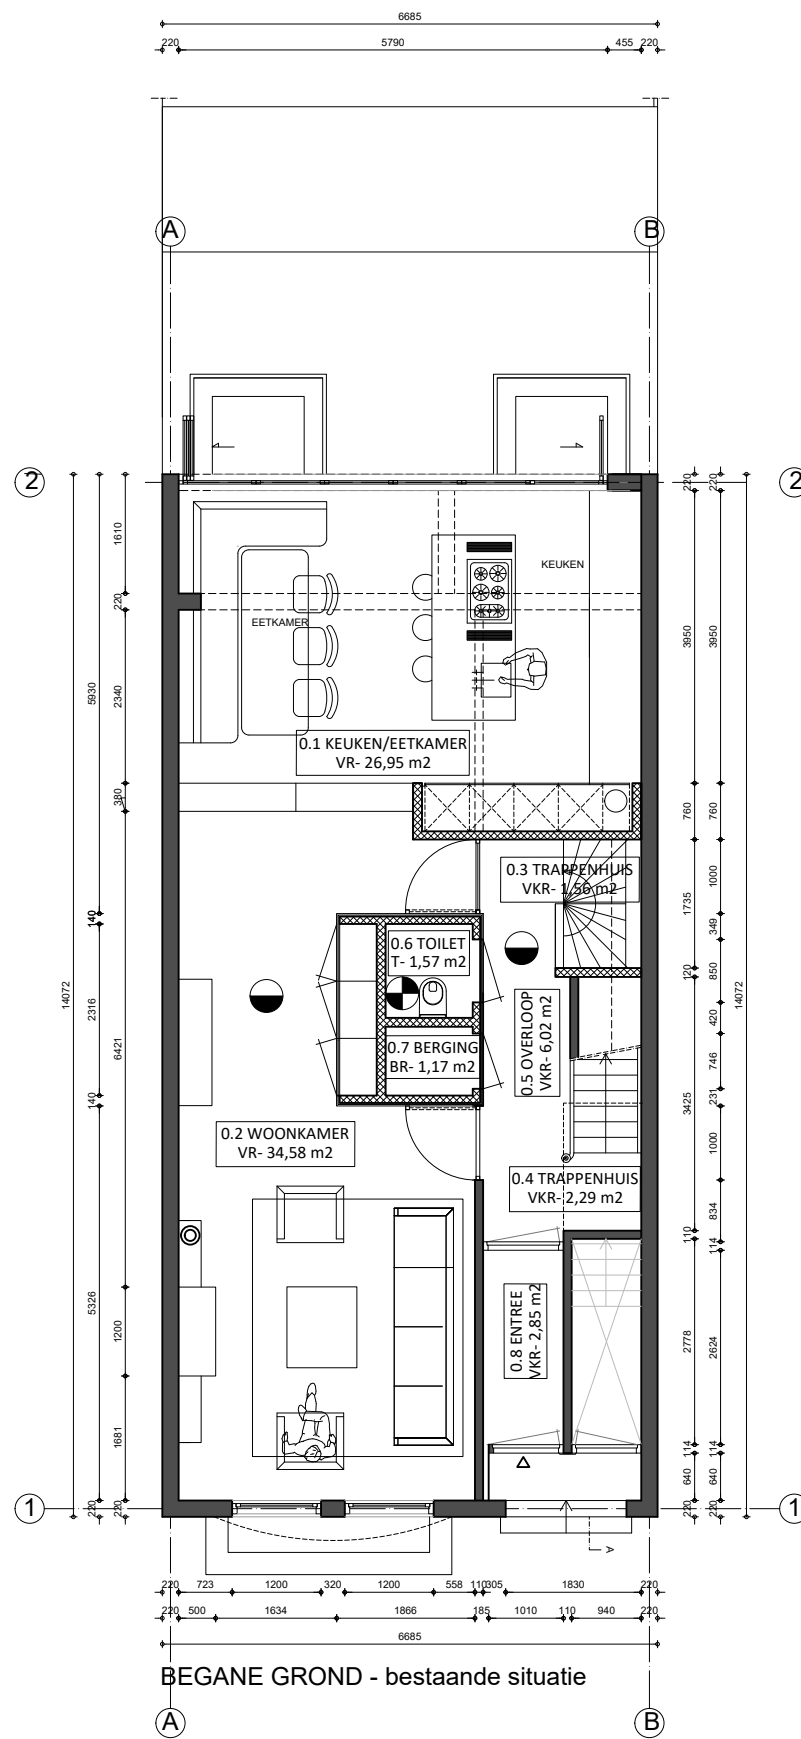 6685
220 5790 455 220
A B
2 2
KEUKEN
EETKAMER
0.1 KEUKEN/EETKAMER
VR- 26,95 m2
0.3 TRAPPENHUIS
VKR- 1,56 m2
0.6 TOILET
T- 1,57 m2
0.5 OVERLOOP
VKR- 6,02 m2
0.7 BERGING
BR- 1,17 m2
0.2 WOONKAMER
VR- 34,58 m2
0.4 TRAPPENHUIS
VKR- 2,29 m2
0.8 ENTREE
VKR- 2,85 m2
14072
5930
140
2316
140
5326
220
1610
220
2340
380
6421
1200
1681
220
220
3950
760
1735
120
3425
110
2778
114
640
220
220
3950
760
1000
349
850
420
746
231
1000
834
114
2624
114
640
220
14072
1 1
A
220 723 1200 320 1200 558 110 305 1830 220
220 500 1634 1866 185 1010 110 940 220
6685
BEGANE GROND - bestaande situatie
A B